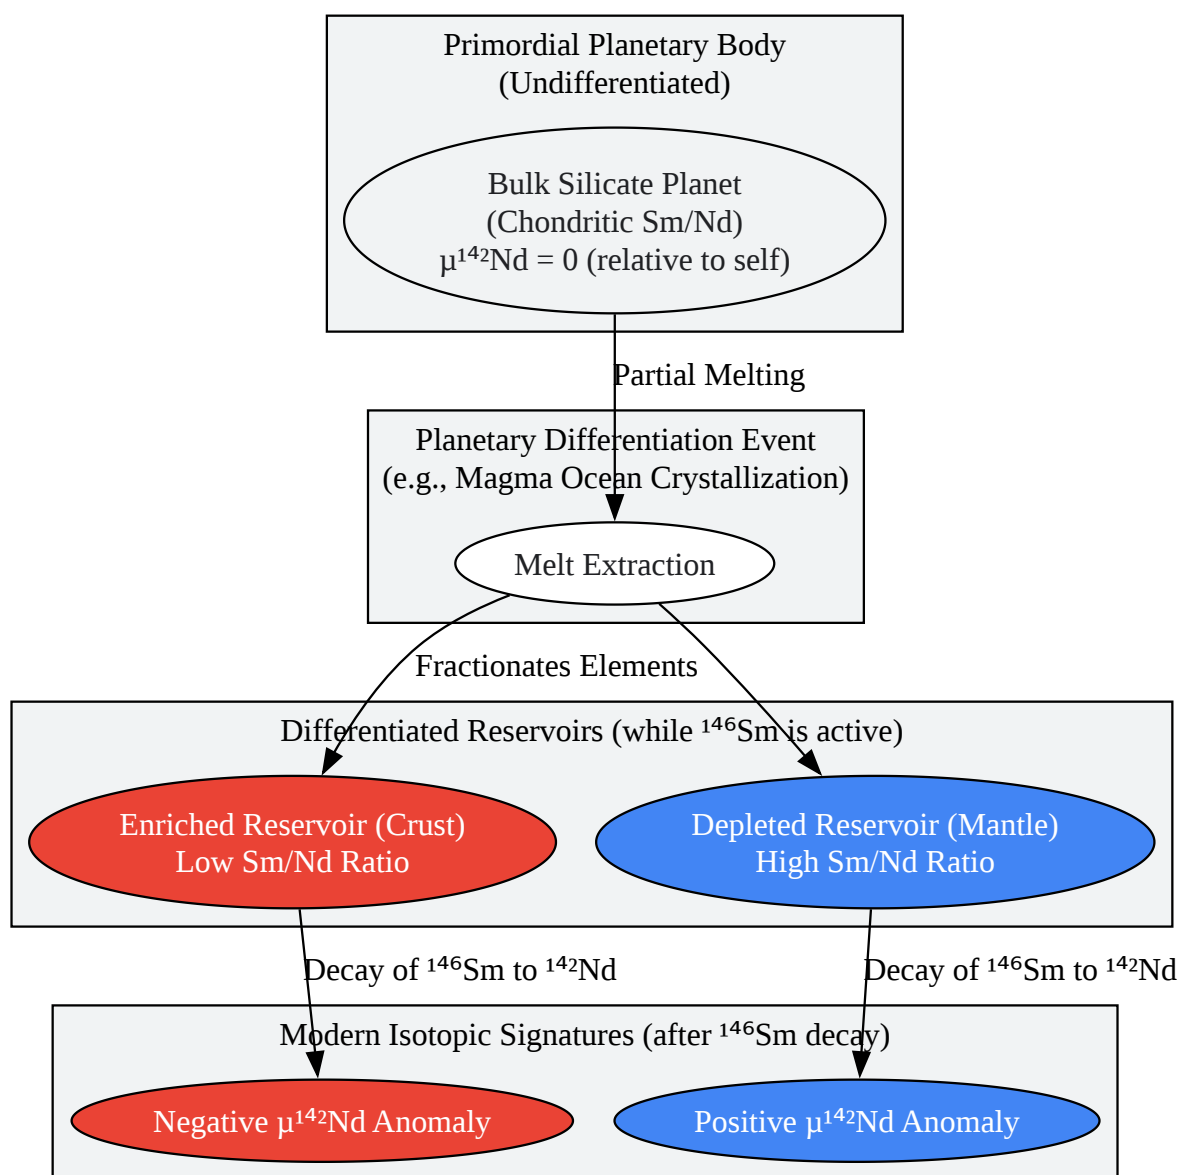 Primordial Planetary Body
(Undifferentiated)
Bulk Silicate Planet
(Chondritic Sm/Nd)
µ¹⁴²Nd = 0 (relative to self)
Partial Melting
Planetary Differentiation Event
(e.g., Magma Ocean Crystallization)
Melt Extraction
Fractionates Elements
Differentiated Reservoirs (while ¹⁴⁶Sm is active)
Enriched Reservoir (Crust)
Low Sm/Nd Ratio
Depleted Reservoir (Mantle)
High Sm/Nd Ratio
Decay of ¹⁴⁶Sm to ¹⁴²Nd
Decay of ¹⁴⁶Sm to ¹⁴²Nd
Modern Isotopic Signatures (after ¹⁴⁶Sm decay)
Negative µ¹⁴²Nd Anomaly
Positive µ¹⁴²Nd Anomaly